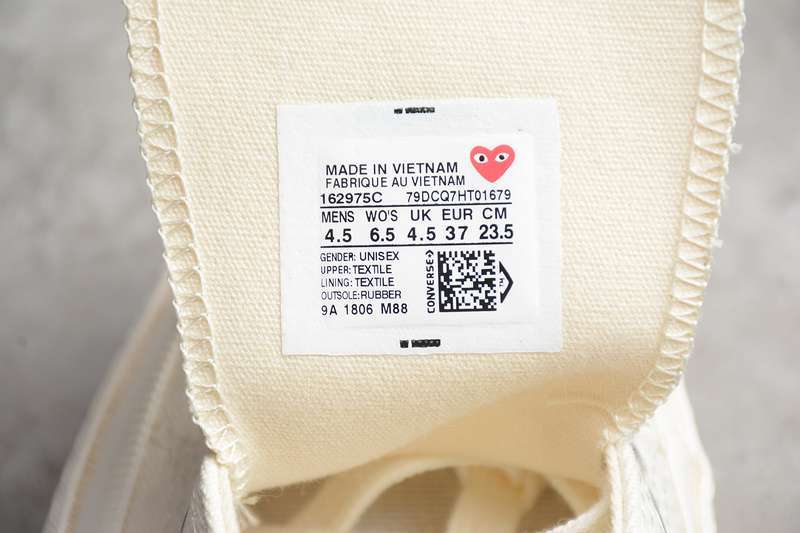 MADE IN VIETNAM
FABRIQUE AU VIETNAM
162975C 79DCQ7HT01679
MENS WO'S UK EUR CM
4.5 6.5 4.5 37 23.5
GENDER: UNISEX
UPPER: TEXTILE
LINING: TEXTILE
OUTSOLE: RUBBER
9A 1806 M88
CONVERSE
TM